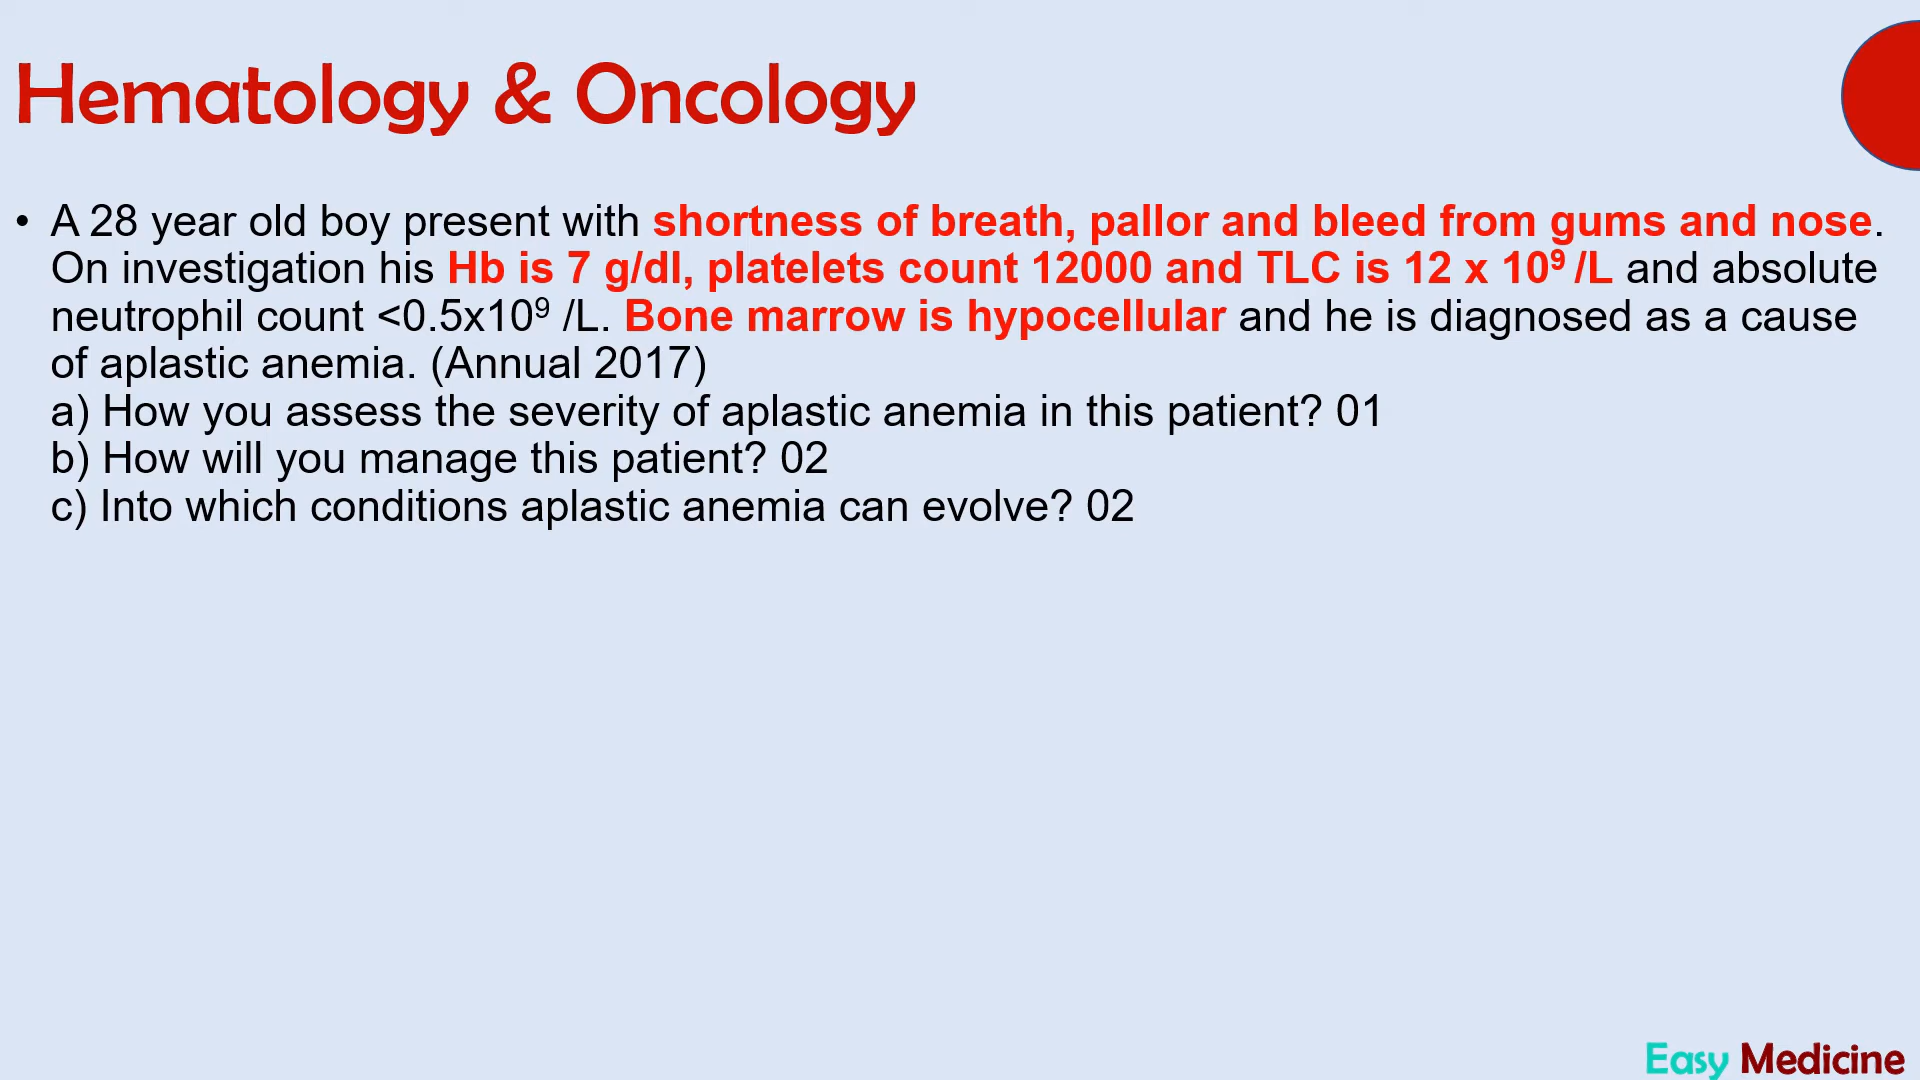 Hematology & Oncology
• A 28 year old boy present with shortness of breath, pallor and bleed from gums and nose.
On investigation his Hb is 7 g/dl, platelets count 12000 and TLC is 12 x 10⁹ /L and absolute
neutrophil count <0.5x10⁹ /L. Bone marrow is hypocellular and he is diagnosed as a cause
of aplastic anemia. (Annual 2017)
a) How you assess the severity of aplastic anemia in this patient? 01
b) How will you manage this patient? 02
c) Into which conditions aplastic anemia can evolve? 02
Easy Medicine